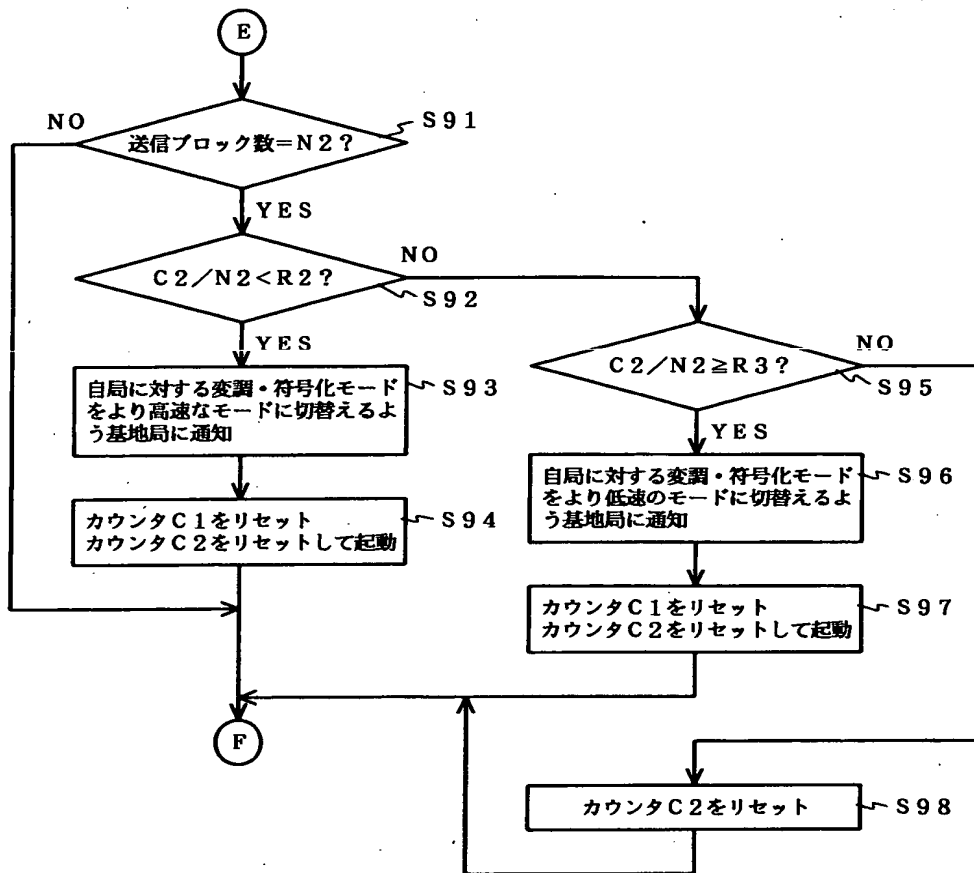 E
NO
送信ブロック数=N2?
S91
YES
C2/N2<R2?
NO
S92
YES
自局に対する変調・符号化モード
をより高速なモードに切替えるよ
う基地局に通知
S93
カウンタC1をリセット
カウンタC2をリセットして起動
S94
C2/N2≧R3?
NO
S95
YES
自局に対する変調・符号化モード
をより低速のモードに切替えるよ
う基地局に通知
S96
カウンタC1をリセット
カウンタC2をリセットして起動
S97
F
カウンタC2をリセット
S98